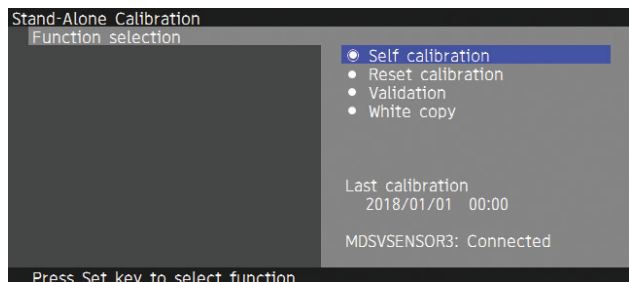 Stand-Alone Calibration
Function selection
Self calibration
Reset calibration
Validation
White copy
Last calibration
2018/01/01 00:00
MDSVSENSOR3: Connected
Press Set key to select function